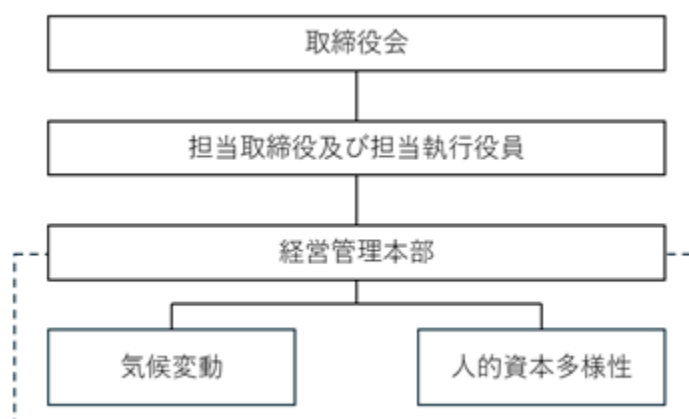 取締役会
担当取締役及び担当執行役員
経営管理本部
気候変動
人的資本多様性